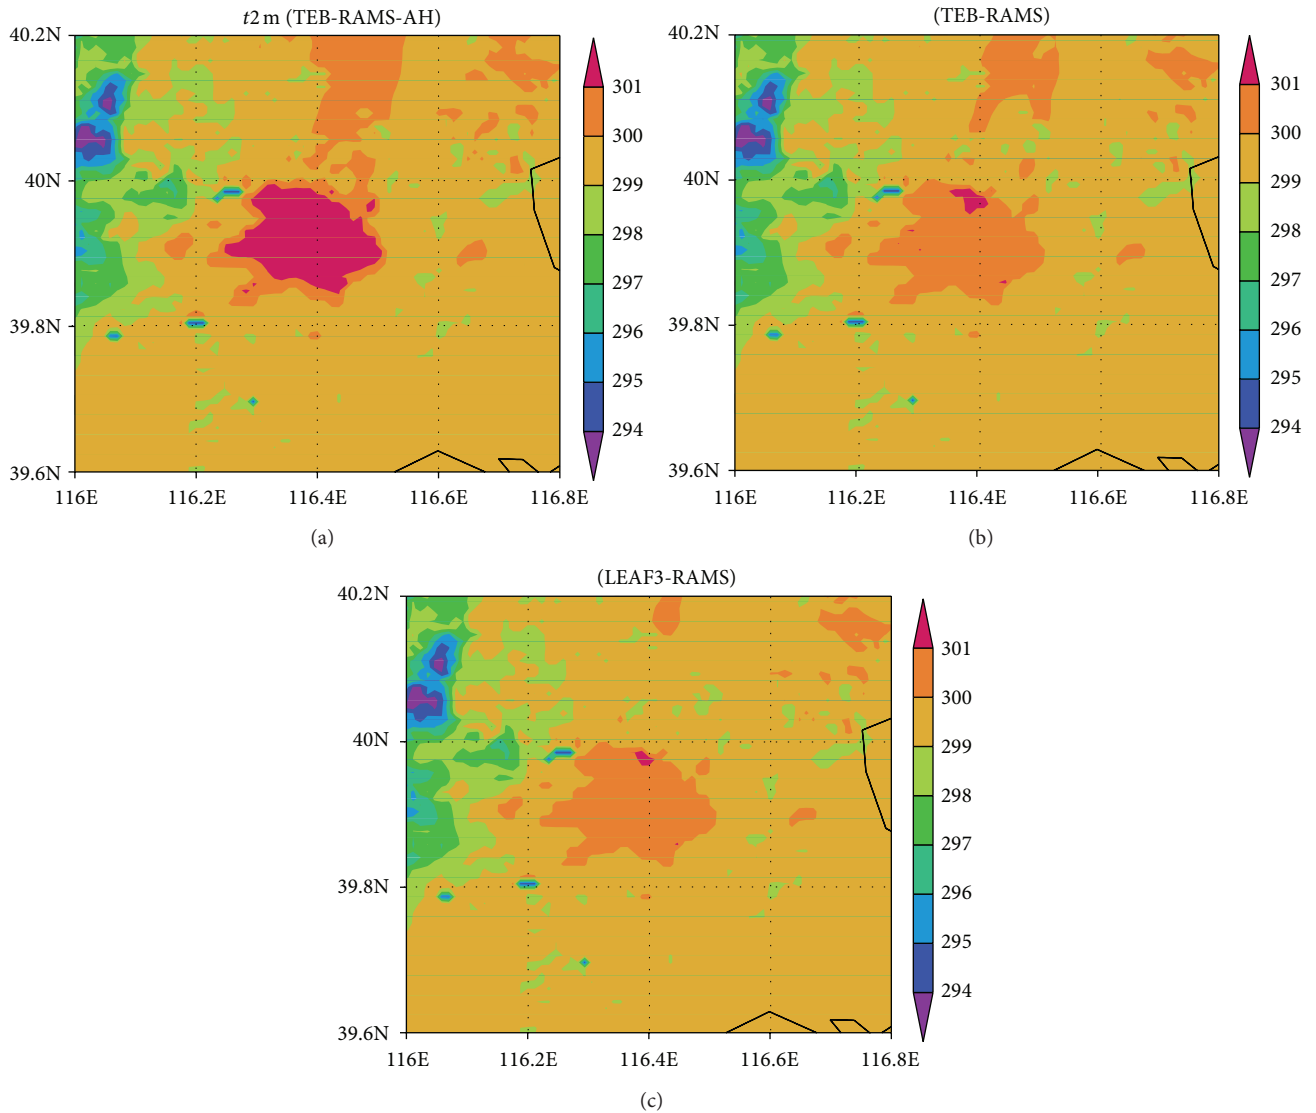 t2 m (TEB-RAMS-AH)
40.2N
40N
39.8N
39.6N
116E 116.2E 116.4E 116.6E 116.8E
301
300
299
298
297
296
295
294
(a)
(TEB-RAMS)
40.2N
40N
39.8N
39.6N
116E 116.2E 116.4E 116.6E 116.8E
301
300
299
298
297
296
295
294
(b)
(LEAF3-RAMS)
40.2N
40N
39.8N
39.6N
116E 116.2E 116.4E 116.6E 116.8E
301
300
299
298
297
296
295
294
(c)